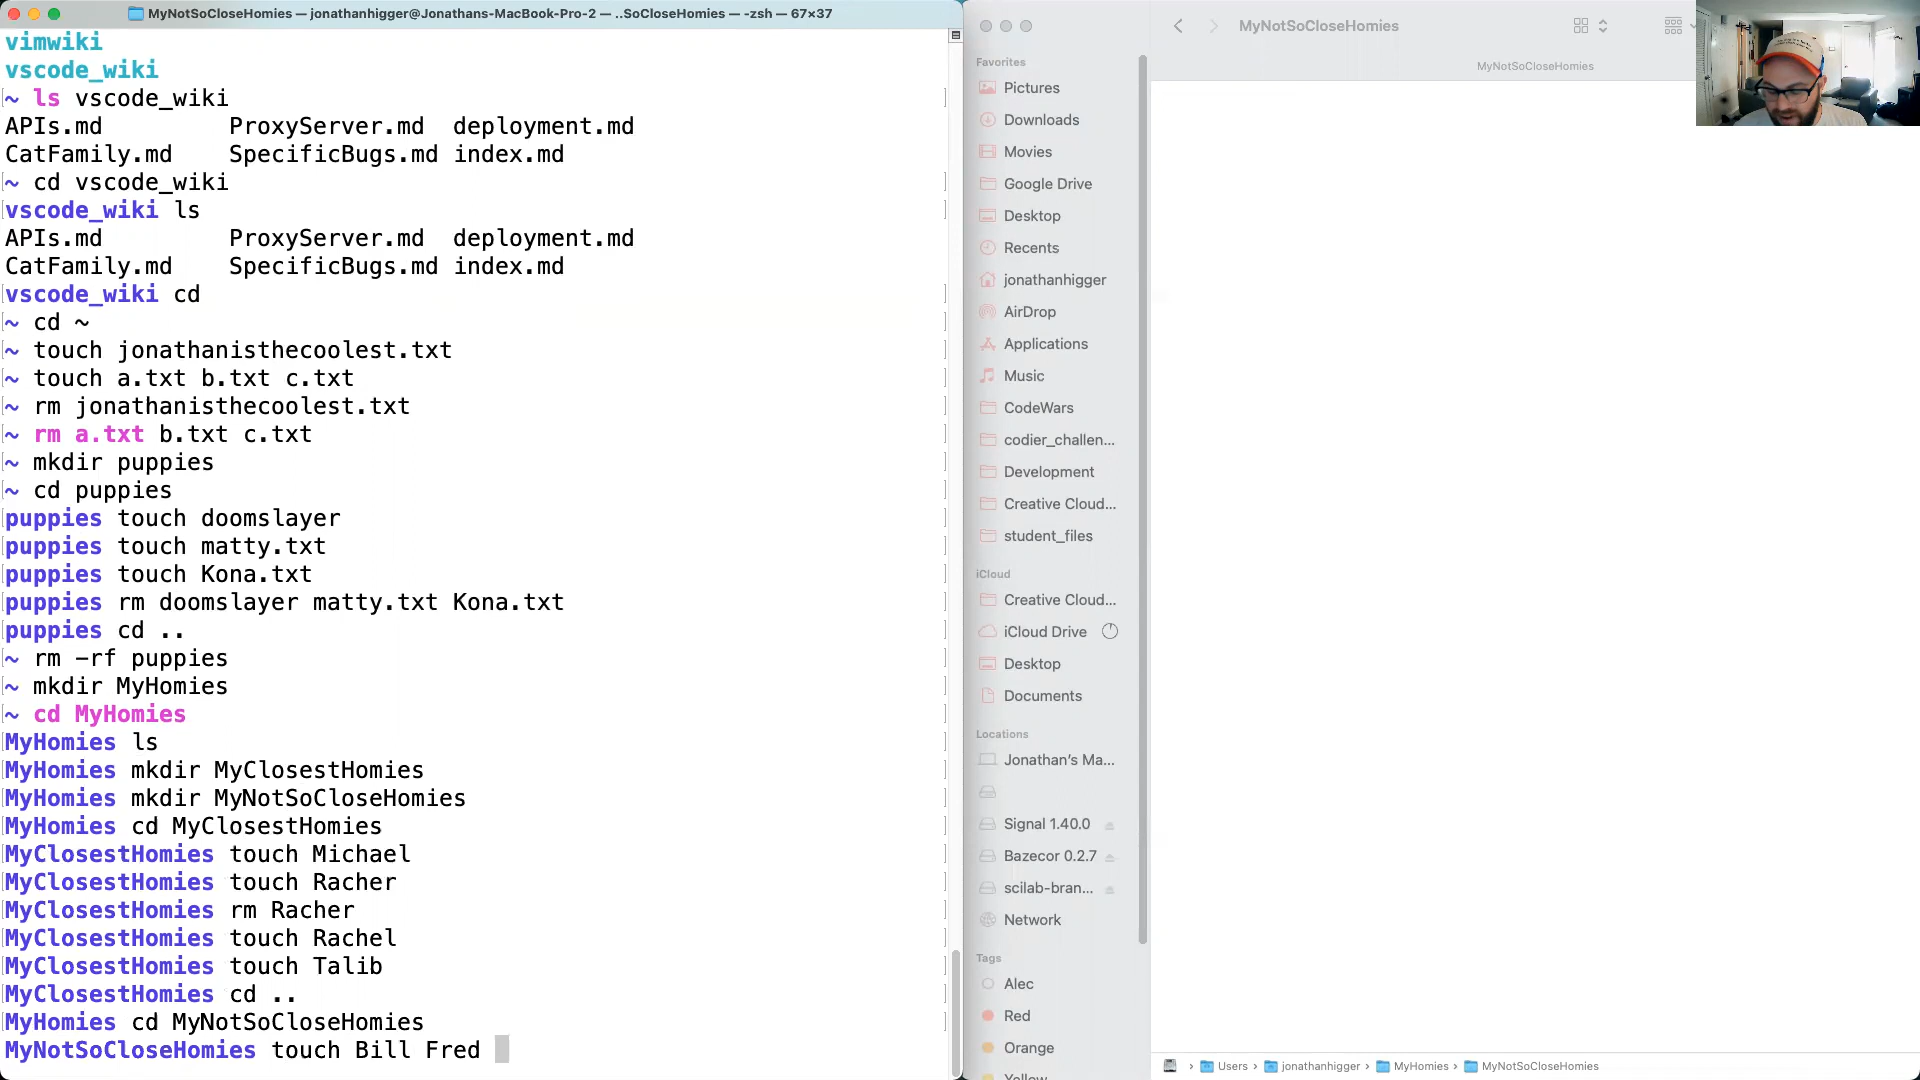 MyNotSoCloseHomies — jonathanhigger@Jonathans-MacBook-Pro-2 — ..SoCloseHomies — -zsh — 67×37
vimwiki
vscode_wiki
~ ls vscode_wiki
APIs.md ProxyServer.md deployment.md
CatFamily.md SpecificBugs.md index.md
~ cd vscode_wiki
vscode_wiki ls
APIs.md ProxyServer.md deployment.md
CatFamily.md SpecificBugs.md index.md
vscode_wiki cd
~ cd ~
~ touch jonathanisthecoolest.txt
~ touch a.txt b.txt c.txt
~ rm jonathanisthecoolest.txt
~ rm a.txt b.txt c.txt
~ mkdir puppies
~ cd puppies
puppies touch doomslayer
puppies touch matty.txt
puppies touch Kona.txt
puppies rm doomslayer matty.txt Kona.txt
puppies cd ..
~ rm -rf puppies
~ mkdir MyHomies
~ cd MyHomies
MyHomies ls
MyHomies mkdir MyClosestHomies
MyHomies mkdir MyNotSoCloseHomies
MyHomies cd MyClosestHomies
MyClosestHomies touch Michael
MyClosestHomies touch Racher
MyClosestHomies rm Racher
MyClosestHomies touch Rachel
MyClosestHomies touch Talib
MyClosestHomies cd ..
MyHomies cd MyNotSoCloseHomies
MyNotSoCloseHomies touch Bill Fred
MyNotSoCloseHomies
MyNotSoCloseHomies
Favorites
Pictures
Downloads
Movies
Google Drive
Desktop
Recents
jonathanhigger
AirDrop
Applications
Music
CodeWars
codier_challen...
Development
Creative Cloud...
student_files
iCloud
Creative Cloud...
iCloud Drive
Desktop
Documents
Locations
Jonathan's Ma...
Signal 1.40.0
Bazecor 0.2.7
scilab-bran...
Network
Tags
Alec
Red
Orange
Yellow
Users › jonathanhigger › MyHomies › MyNotSoCloseHomies